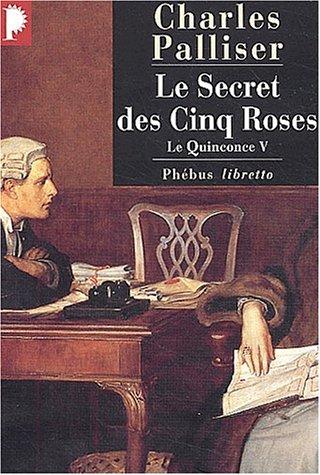 Charles
Palliser
Le Secret
des Cinq Roses
Le Quinconce V
Phébus libretto